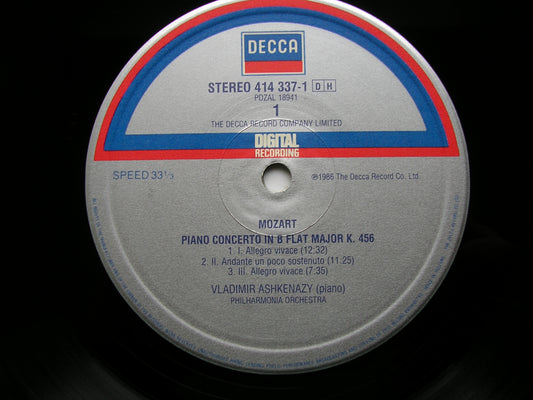 DECCA
STEREO 414 337-1 DH
PDZAL 18941
1
THE DECCA RECORD COMPANY LIMITED
DIGITAL
RECORDING
SPEED 33⅓
℗1986 The Decca Record Co. Ltd.
MOZART
PIANO CONCERTO IN B FLAT MAJOR K. 456
1. I. Allegro vivace (12:32)
2. II. Andante un poco sostenuto (11.25)
3. III. Allegro vivace (7:35)
VLADIMIR ASHKENAZY (piano)
PHILHARMONIA ORCHESTRA